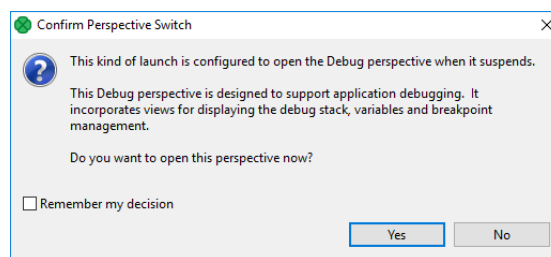 Confirm Perspective Switch
This kind of launch is configured to open the Debug perspective when it suspends.
This Debug perspective is designed to support application debugging. It
incorporates views for displaying the debug stack, variables and breakpoint
management.
Do you want to open this perspective now?
Remember my decision
Yes
No